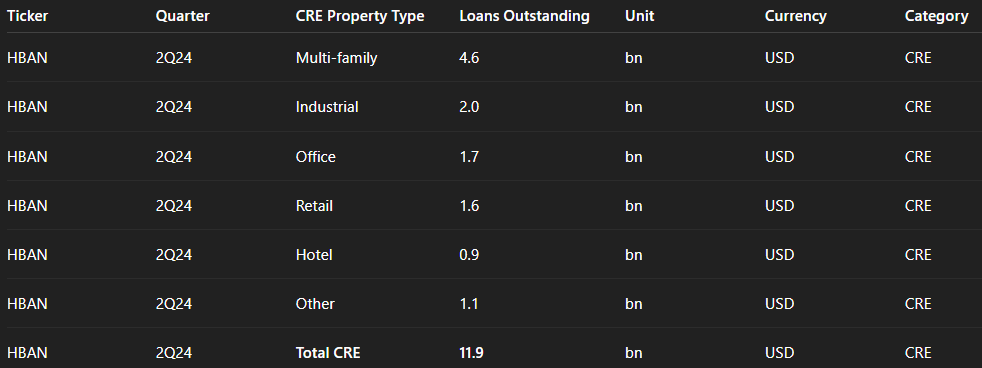 Ticker Quarter CRE Property Type Loans Outstanding Unit Currency Category
HBAN 2Q24 Multi-family 4.6 bn USD CRE
HBAN 2Q24 Industrial 2.0 bn USD CRE
HBAN 2Q24 Office 1.7 bn USD CRE
HBAN 2Q24 Retail 1.6 bn USD CRE
HBAN 2Q24 Hotel 0.9 bn USD CRE
HBAN 2Q24 Other 1.1 bn USD CRE
HBAN 2Q24 Total CRE 11.9 bn USD CRE